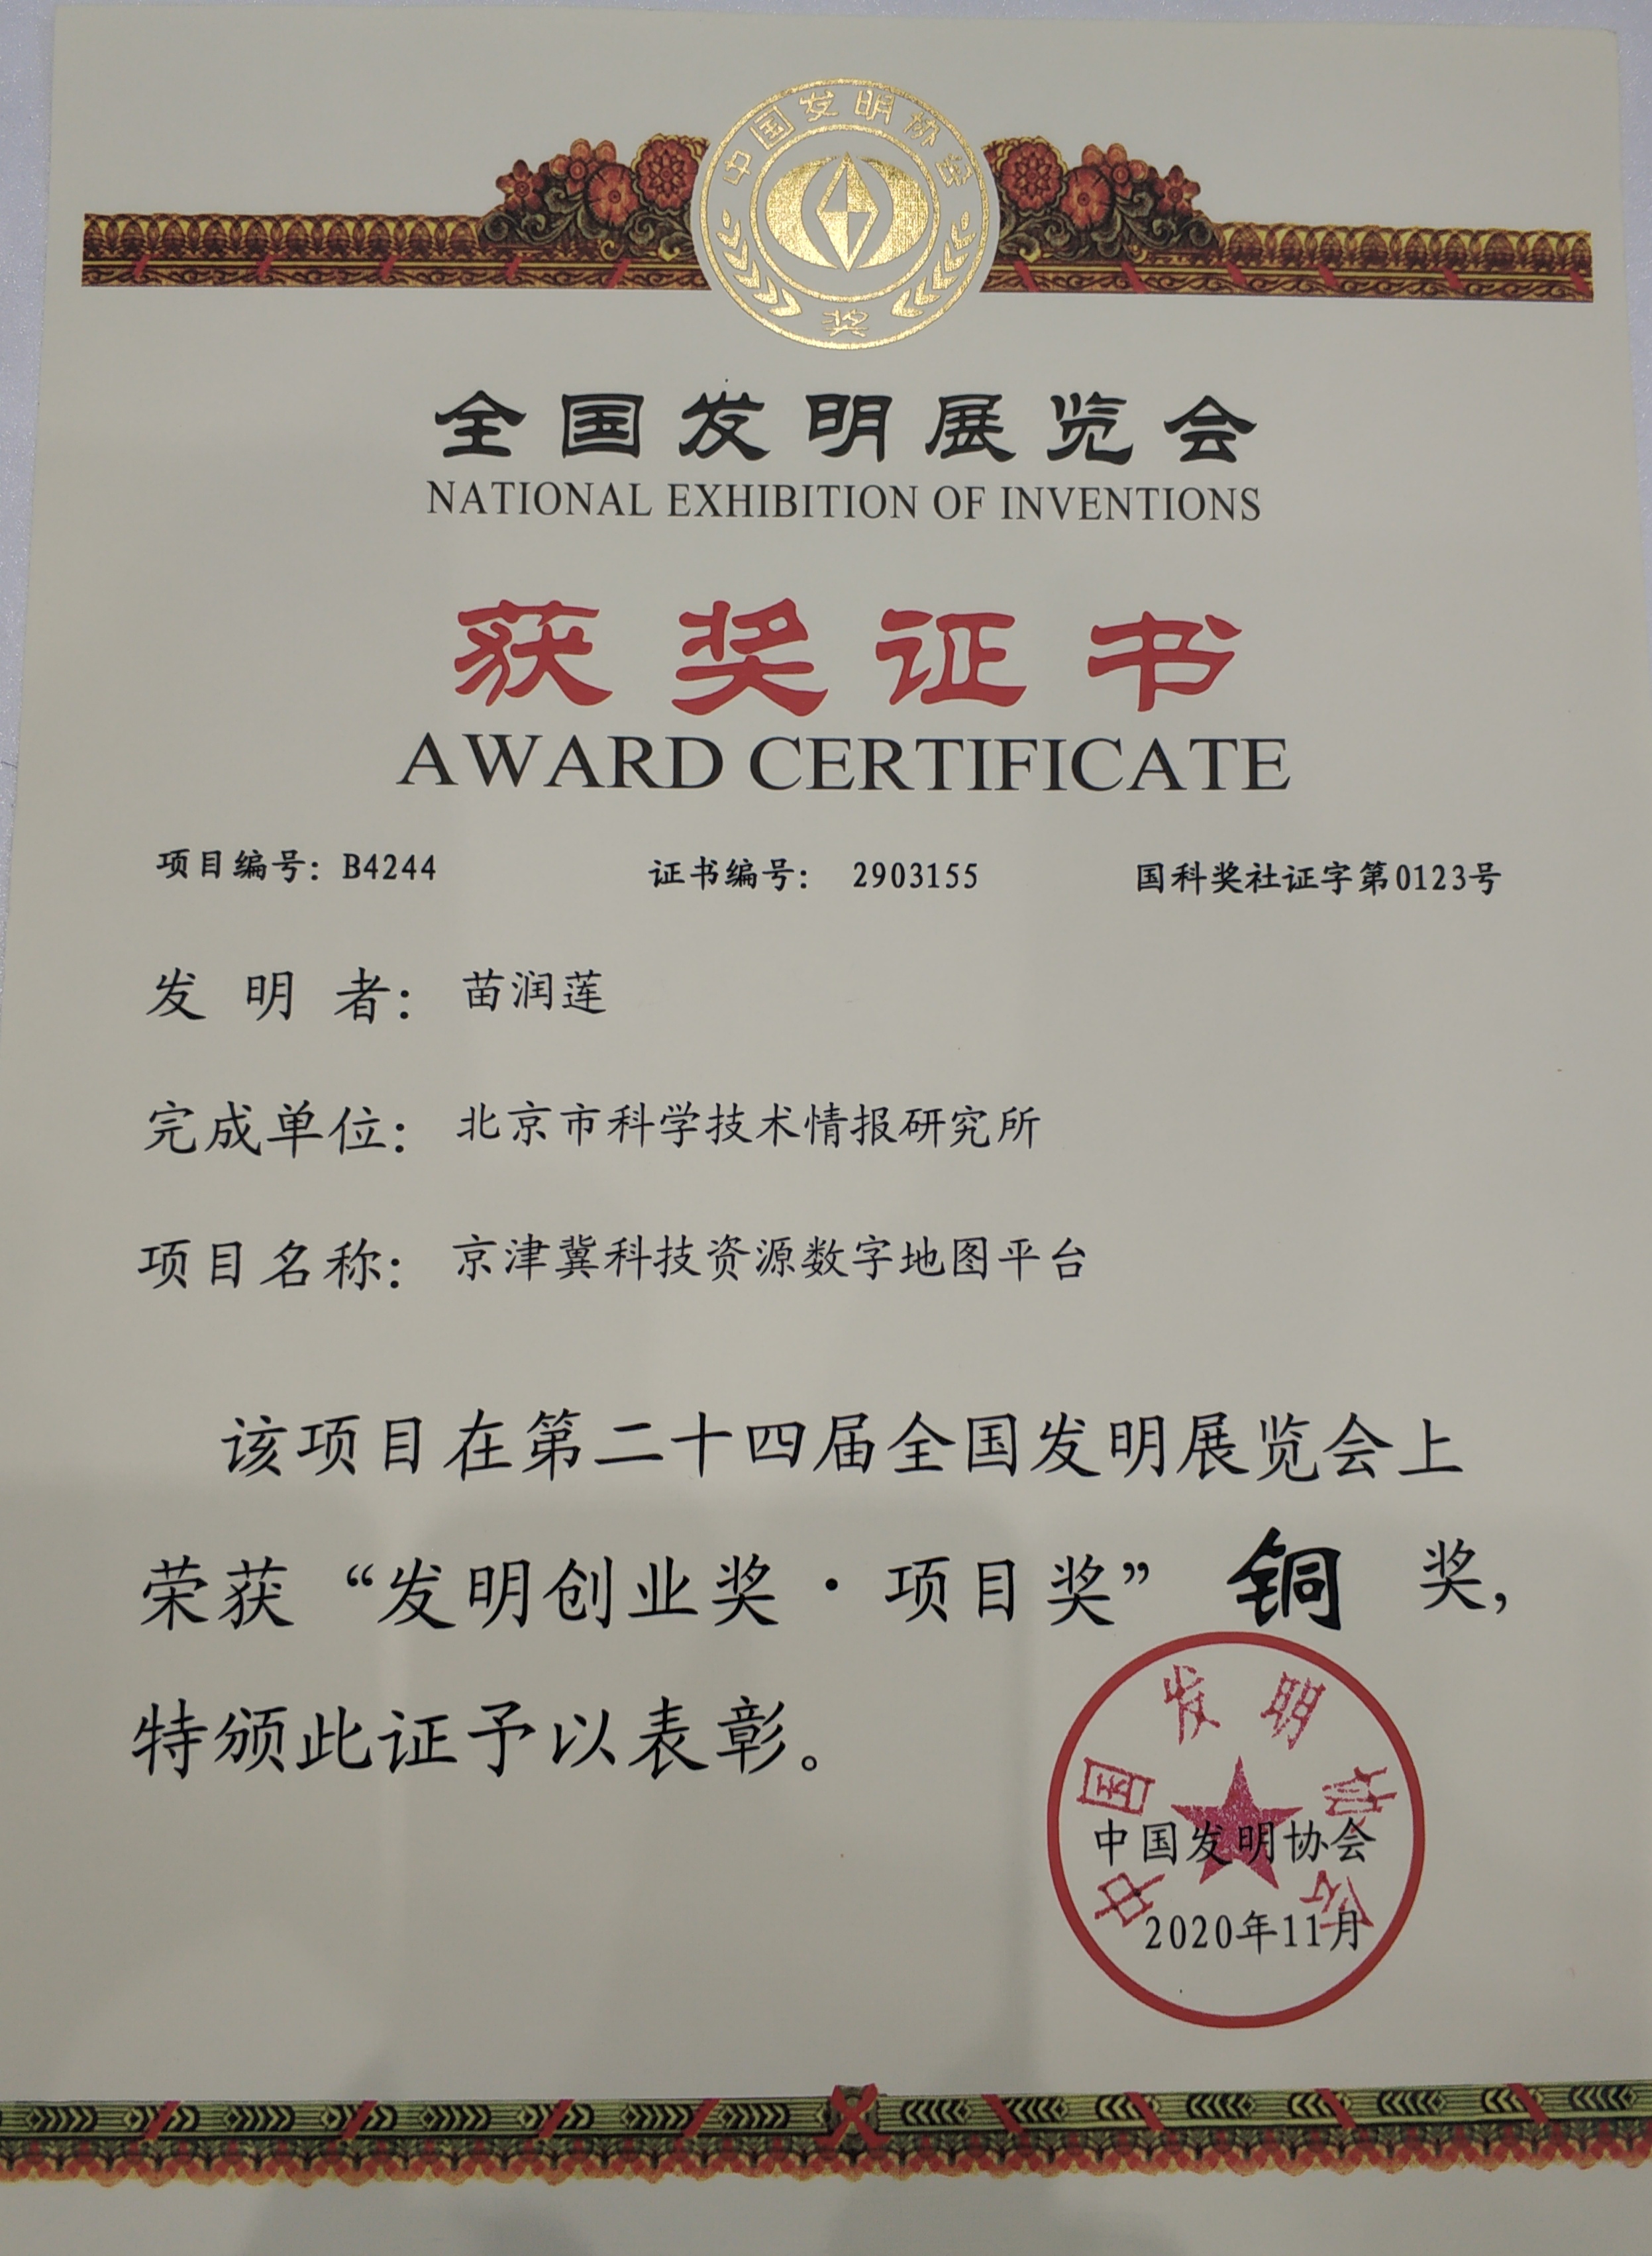 中国发明协会
奖
全国发明展览会
NATIONAL EXHIBITION OF INVENTIONS
获奖证书
AWARD CERTIFICATE
项目编号：B4244 证书编号： 2903155 国科奖社证字第0123号
发 明 者： 苗润莲
完成单位： 北京市科学技术情报研究所
项目名称： 京津冀科技资源数字地图平台
该项目在第二十四届全国发明展览会上
荣获“发明创业奖·项目奖” 铜 奖，
特颁此证予以表彰。
中国发明协会
中国发明协会
2020年11月